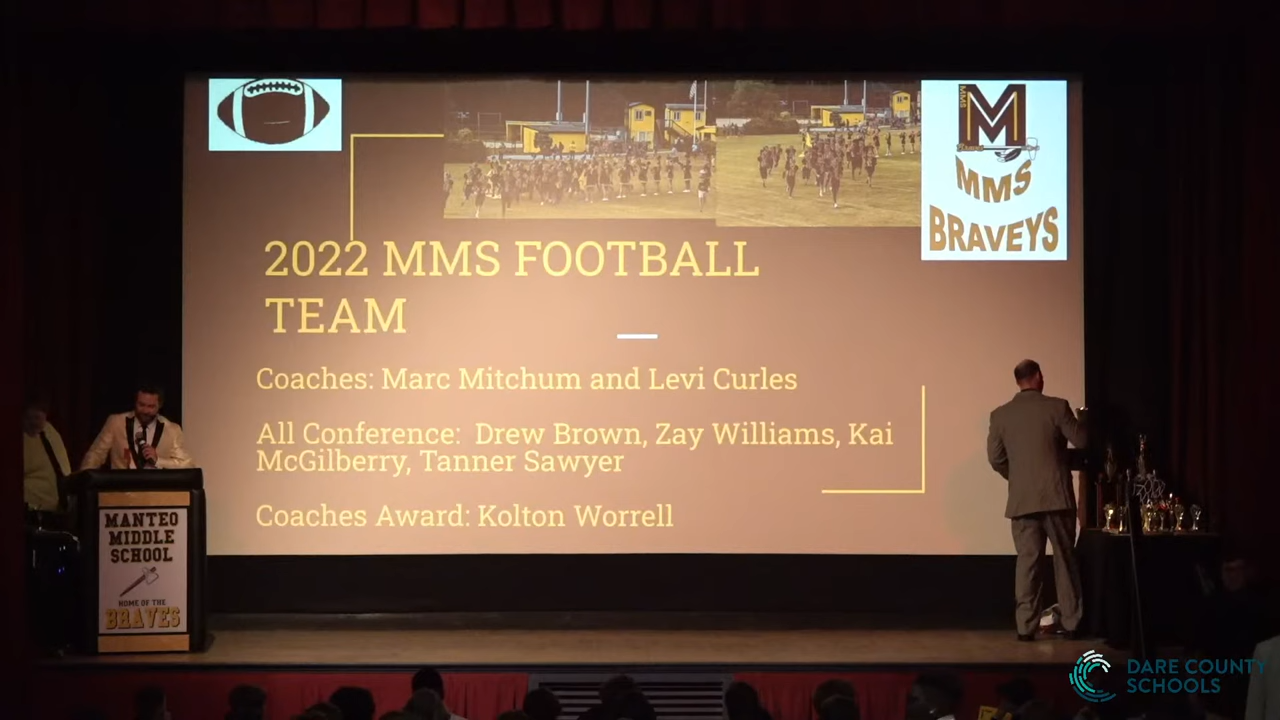 MMS
M
MMS
BRAVEYS
2022 MMS FOOTBALL
TEAM
Coaches: Marc Mitchum and Levi Curles
All Conference: Drew Brown, Zay Williams, Kai
McGilberry, Tanner Sawyer
Coaches Award: Kolton Worrell
MANTEO
MIDDLE
SCHOOL
HOME OF THE
BRAVES
DARE COUNTY
SCHOOLS